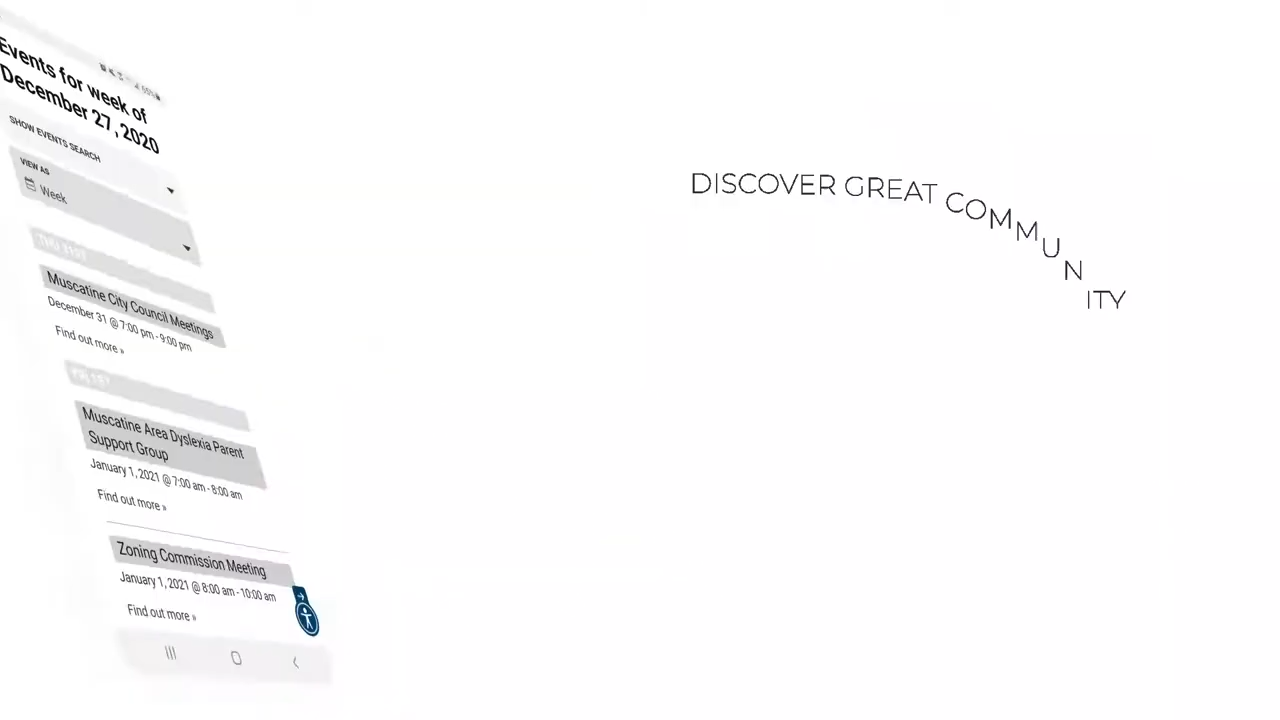 Events for week of
December 27, 2020
SHOW EVENTS SEARCH
VIEW AS
Week
Muscatine City Council Meetings
December 31 @ 7:00 pm - 9:00 pm
Find out more »
Muscatine Area Dyslexia Parent
Support Group
January 1, 2021 @ 7:00 am - 8:00 am
Find out more »
Zoning Commission Meeting
January 1, 2021 @ 8:00 am - 10:00 am
Find out more »
DISCOVER GREAT COMMUNITY